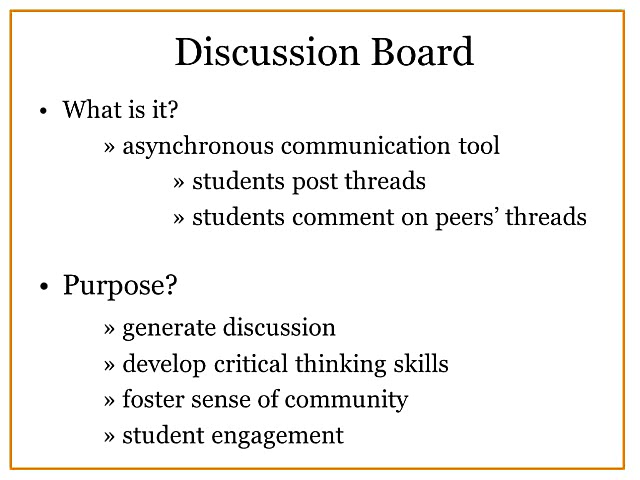 Discussion Board
• What is it?
» asynchronous communication tool
» students post threads
» students comment on peers’ threads
• Purpose?
» generate discussion
» develop critical thinking skills
» foster sense of community
» student engagement